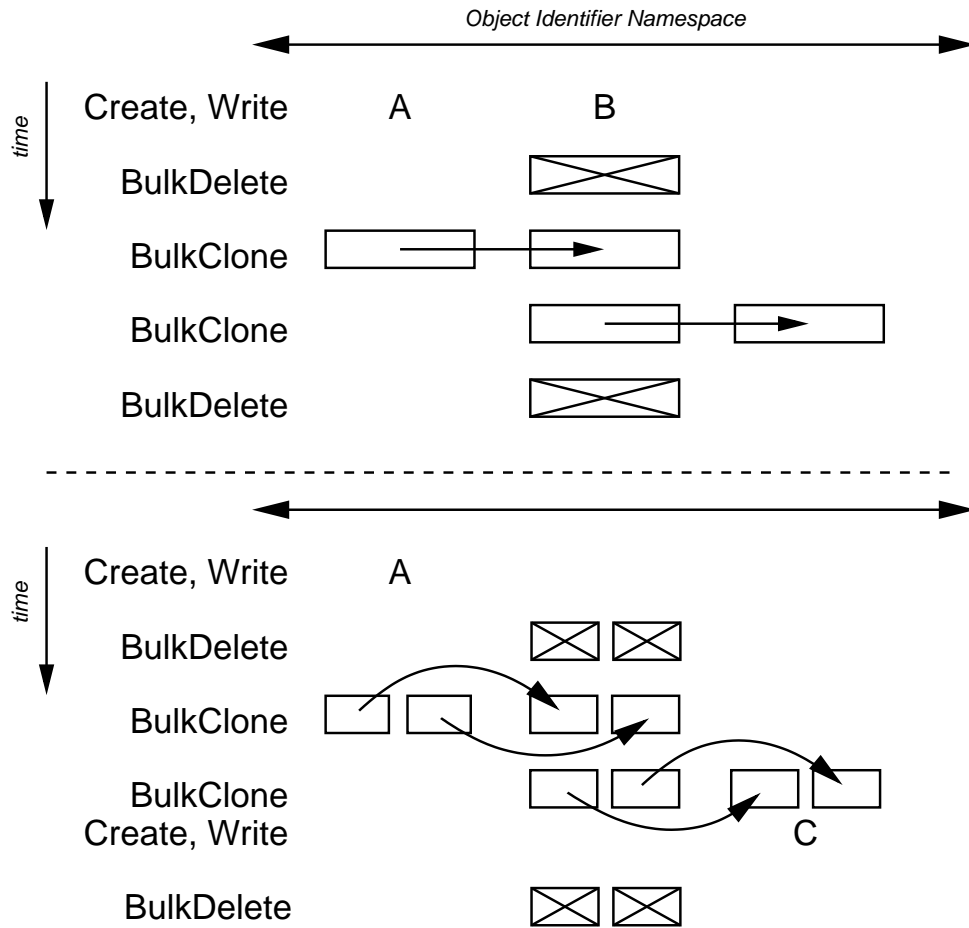 Object Identifier Namespace
time
Create, Write A B
BulkDelete
BulkClone
BulkClone
BulkDelete
time
Create, Write A
BulkDelete
BulkClone
BulkClone
Create, Write C
BulkDelete